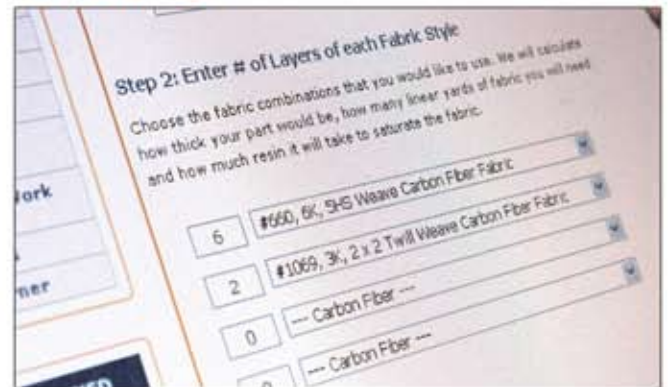 Step 2: Enter # of Layers of each Fabric Style
Choose the fabric combinations that you would like to use. We will calculate
how thick your part would be, how many linear yards of fabric you will need
and how much resin it will take to saturate the fabric.
6 #660, 6K, 5HS Weave Carbon Fiber Fabric
2 #1069, 3K, 2 x 2 Twill Weave Carbon Fiber Fabric
0 --- Carbon Fiber ---
0 --- Carbon Fiber ---